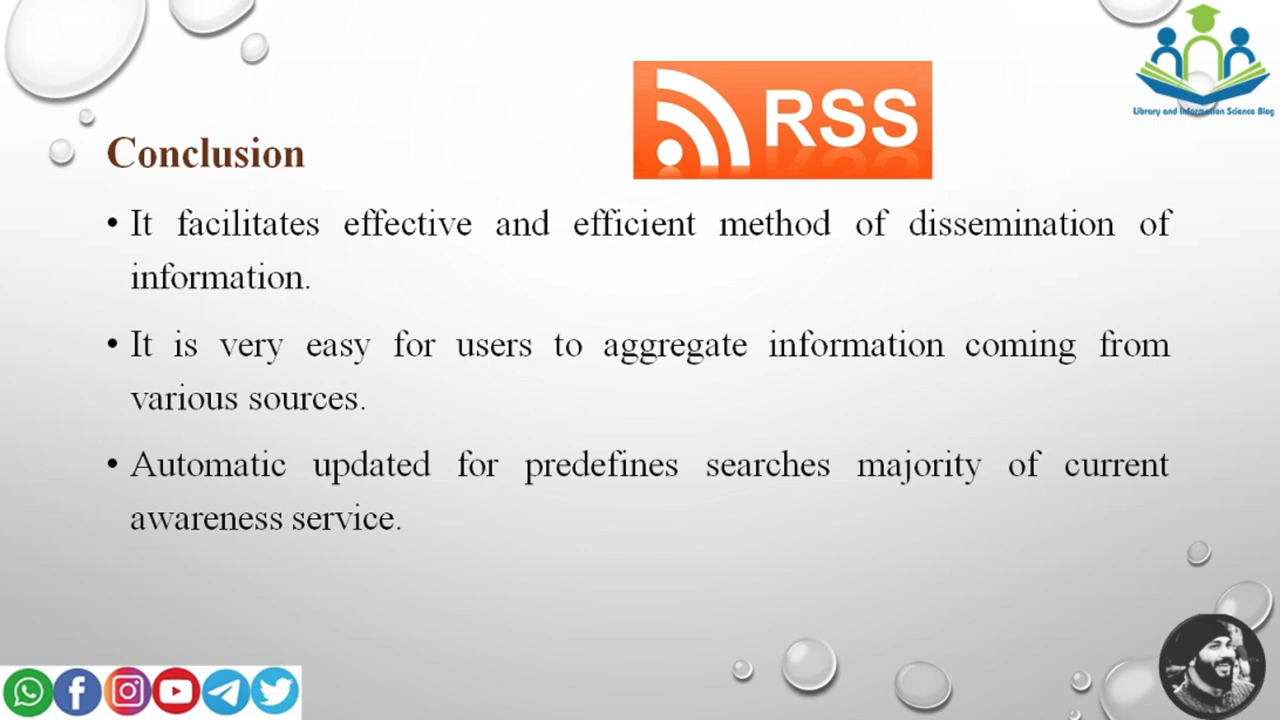 RSS
Library and Information Science Blog
Conclusion
• It facilitates effective and efficient method of dissemination of
information.
• It is very easy for users to aggregate information coming from
various sources.
• Automatic updated for predefines searches majority of current
awareness service.